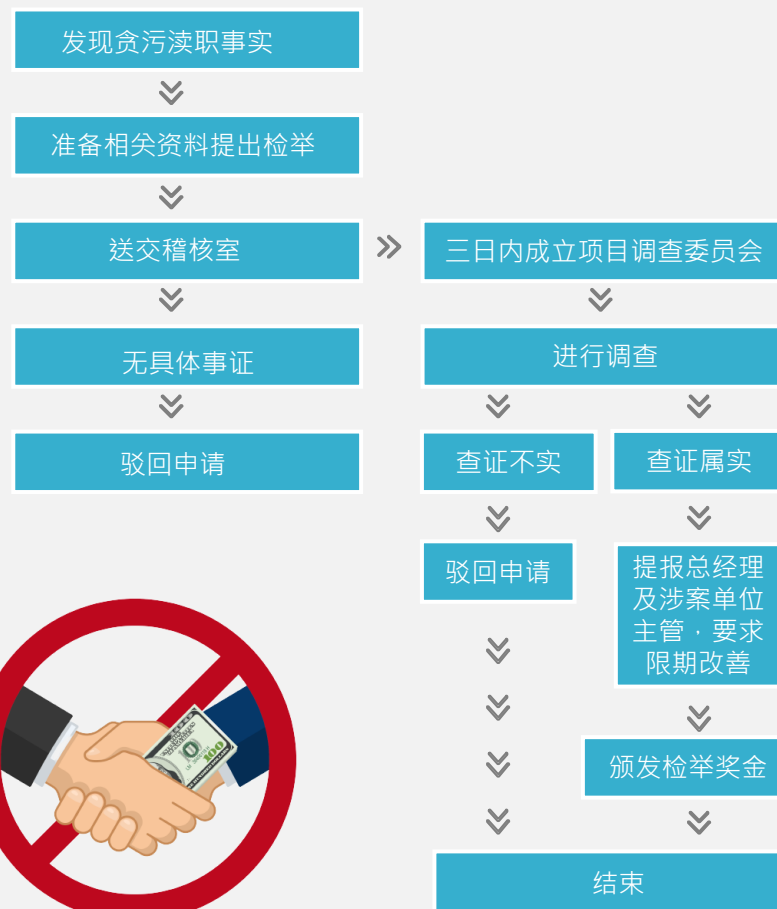 发现贪污渎职事实
准备相关资料提出检举
送交稽核室
三日内成立项目调查委员会
无具体事证
进行调查
驳回申请
查证不实
查证属实
驳回申请
提报总经理
及涉案单位
主管，要求
限期改善
颁发检举奖金
结束
100